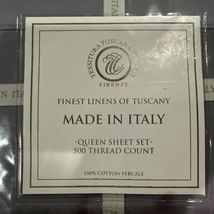 TESSITURA TOSCANA
FIRENZE
FINEST LINENS OF TUSCANY
MADE IN ITALY
·QUEEN SHEET SET·
500 THREAD COUNT
100% COTTON PERCALE